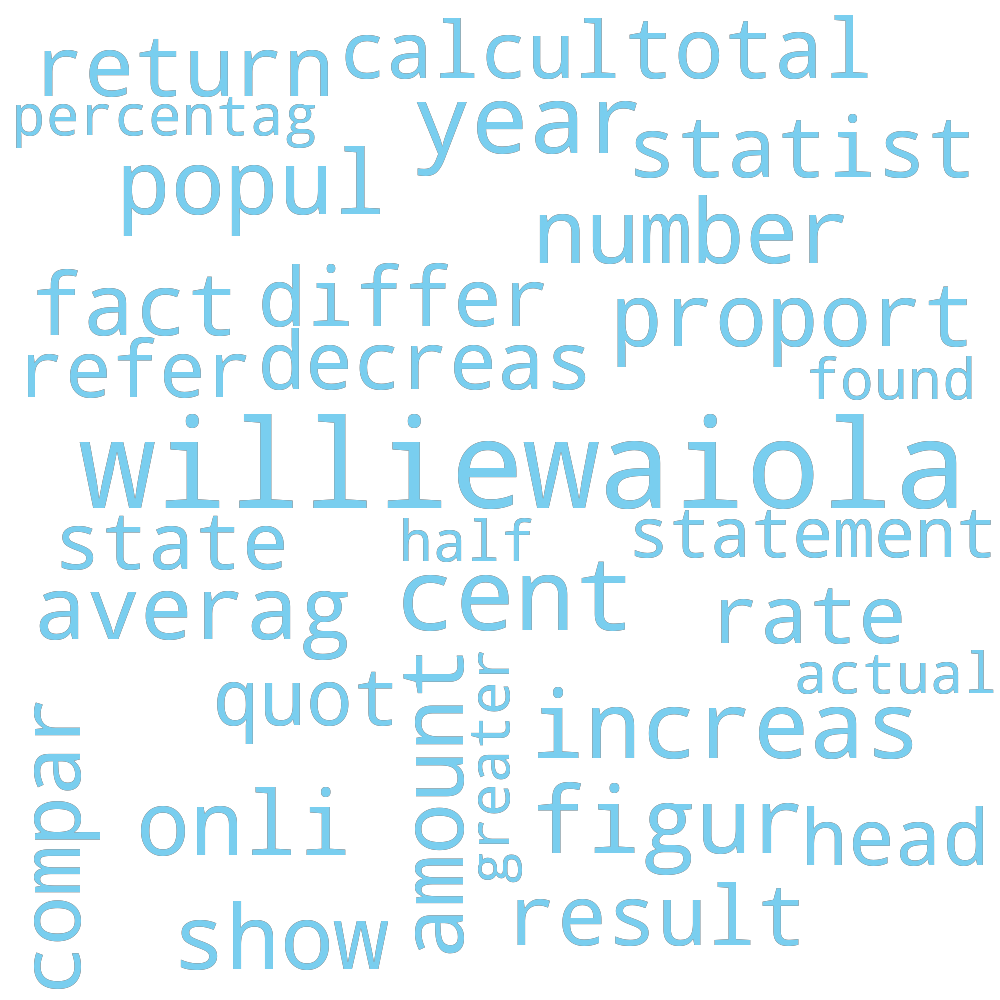 return calcul total
percentag year statist
popul number
fact differ proport
refer decreas found
williewaiola
state half statement
averag cent rate
quot amount greater actual
compar increas
onli figur head
show result